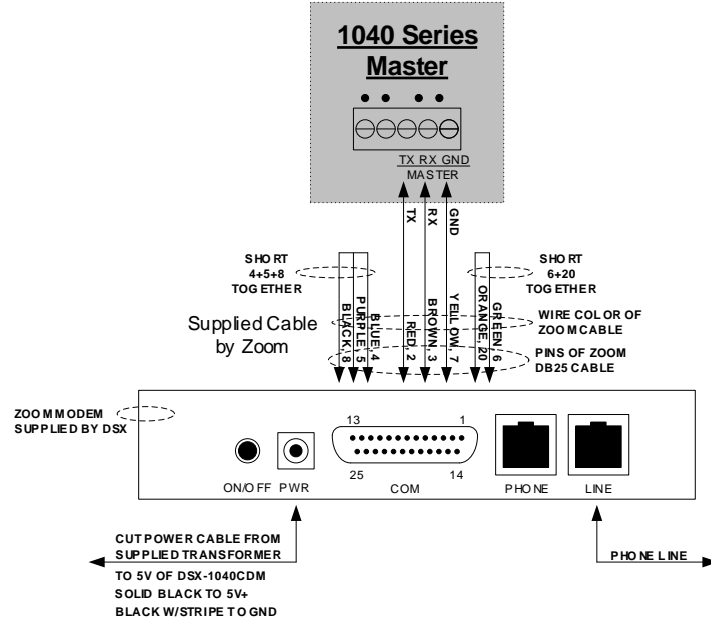 1040 Series
Master
TX RX GND
MASTER
TX
RX
GND
SHORT
4+5+8
TOGETHER
SHORT
6+20
TOGETHER
BLACK, 8
PURPLE, 5
BLUE, 4
RED, 2
BROWN, 3
YELLOW, 7
ORANGE, 20
GREEN, 6
Supplied Cable
by Zoom
WIRE COLOR OF
ZOOM CABLE
PINS OF ZOOM
DB25 CABLE
ZOOM MODEM
SUPPLIED BY DSX
13 1
25 14
ON/OFF PWR COM PHONE LINE
CUT POWER CABLE FROM
SUPPLIED TRANSFORMER
TO 5V OF DSX-1040CDM
SOLID BLACK TO 5V+
BLACK W/STRIPE TO GND
PHONE LINE